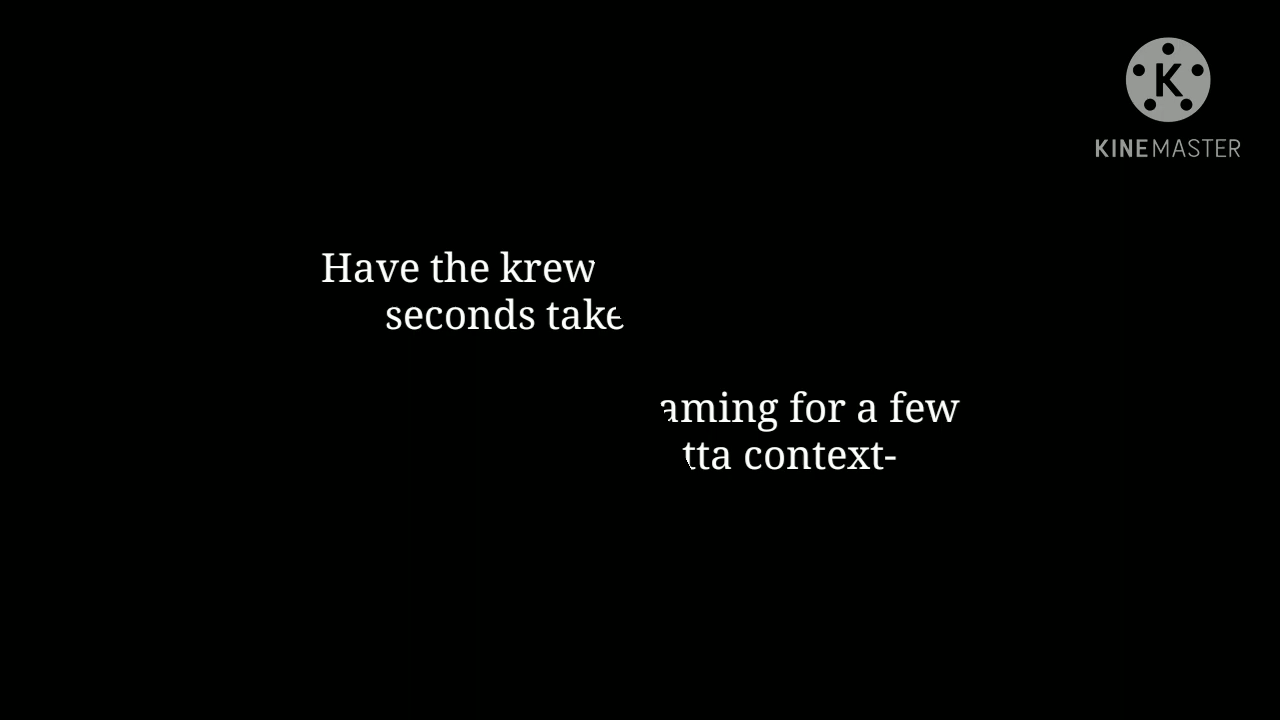 KINEMASTER
Have the krew
seconds take
aming for a few
tta context-